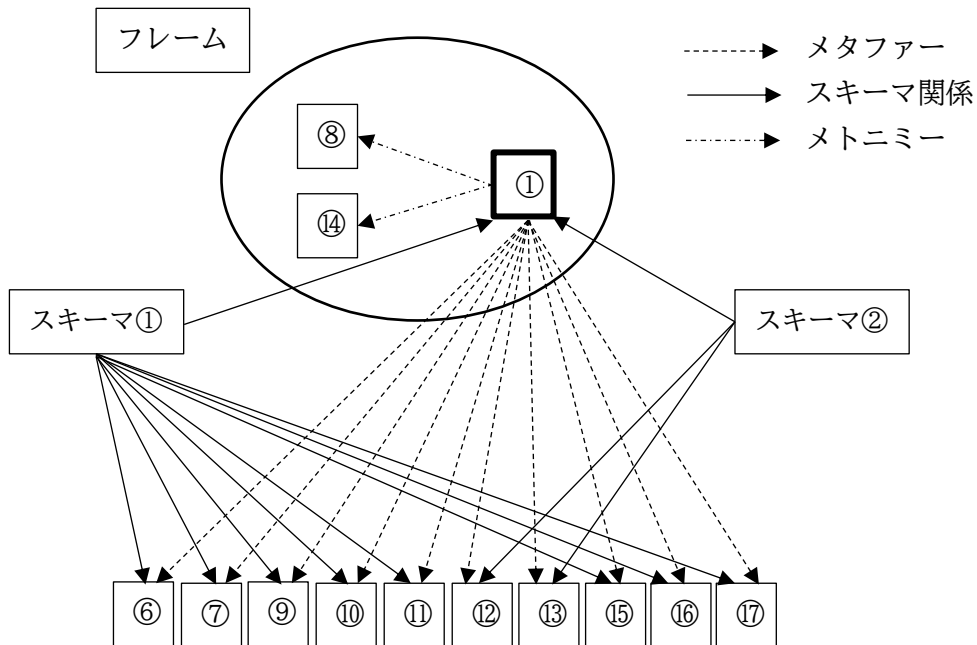 フレーム
メタファー
スキーマ関係
メトニミー
⑧
①
⑭
スキーマ①
スキーマ②
⑥ ⑦ ⑨ ⑩ ⑪ ⑫ ⑬ ⑮ ⑯ ⑰